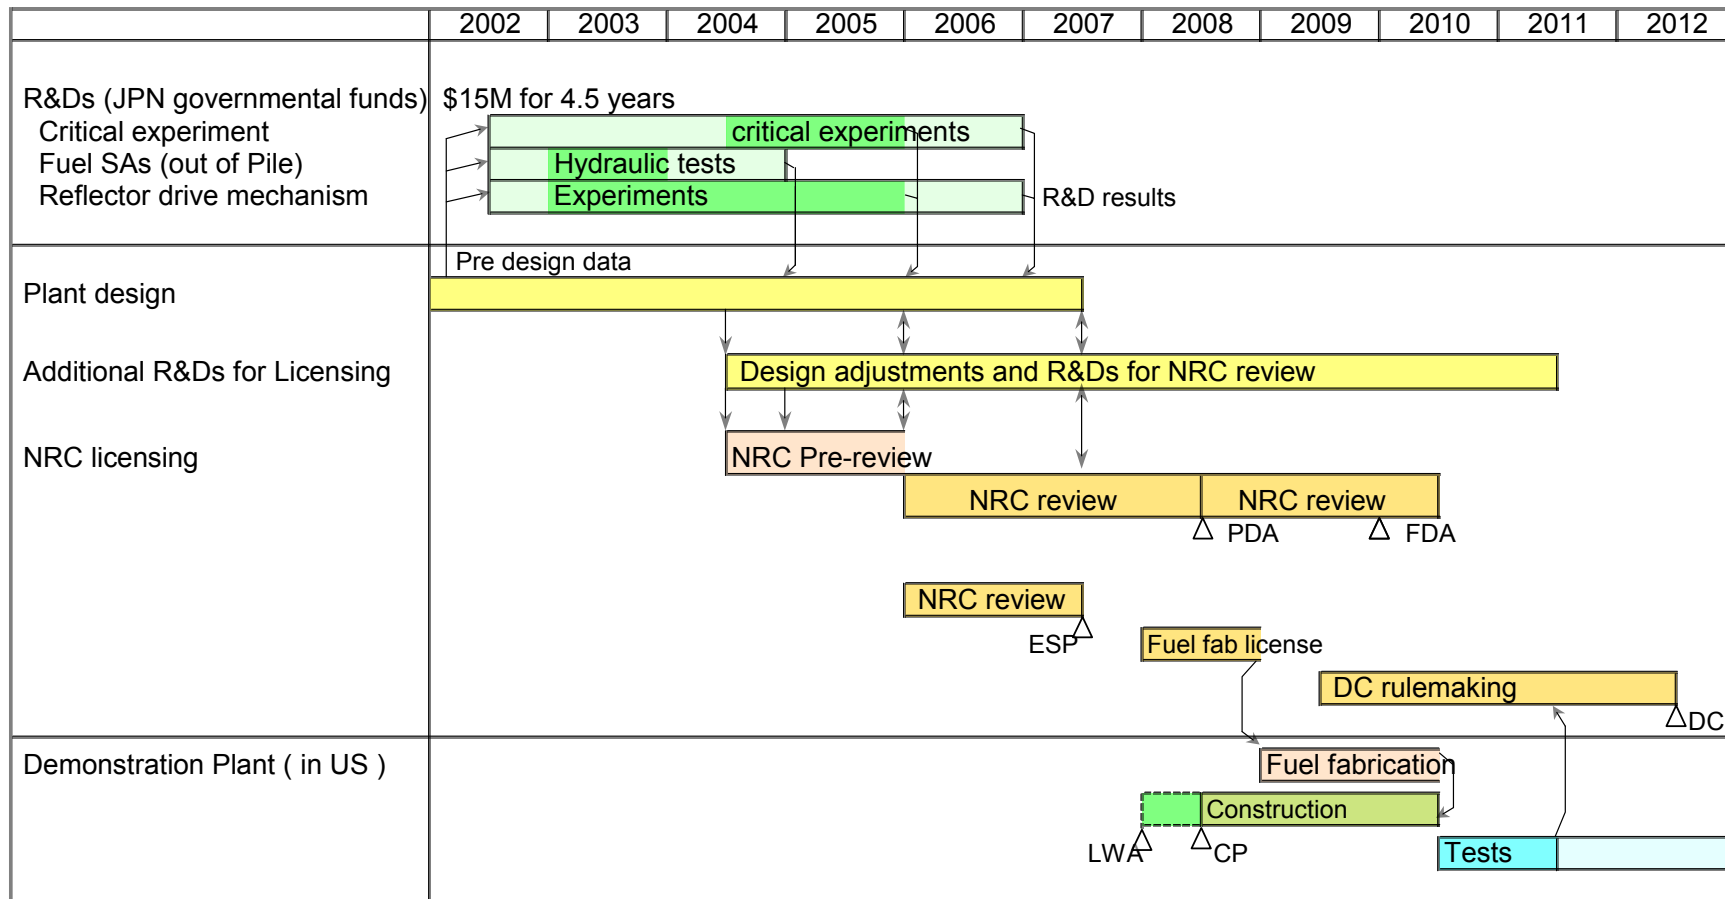 2002 2003 2004 2005 2006 2007 2008 2009 2010 2011 2012
R&Ds (JPN governmental funds) $15M for 4.5 years
Critical experiment critical experiments
Fuel SAs (out of Pile) Hydraulic tests
Reflector drive mechanism Experiments R&D results
Pre design data
Plant design
Additional R&Ds for Licensing Design adjustments and R&Ds for NRC review
NRC licensing NRC Pre-review
NRC review NRC review
PDA FDA
NRC review
ESP Fuel fab license
DC rulemaking
DC
Demonstration Plant ( in US ) Fuel fabrication
Construction
LWA CP Tests